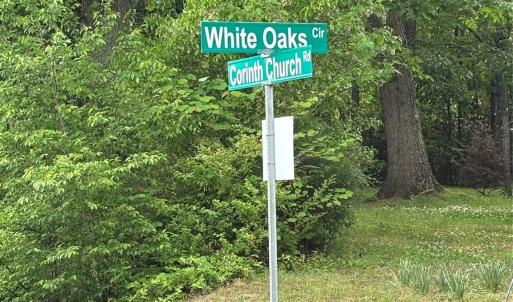 White Oaks Cir
Corinth Church Rd